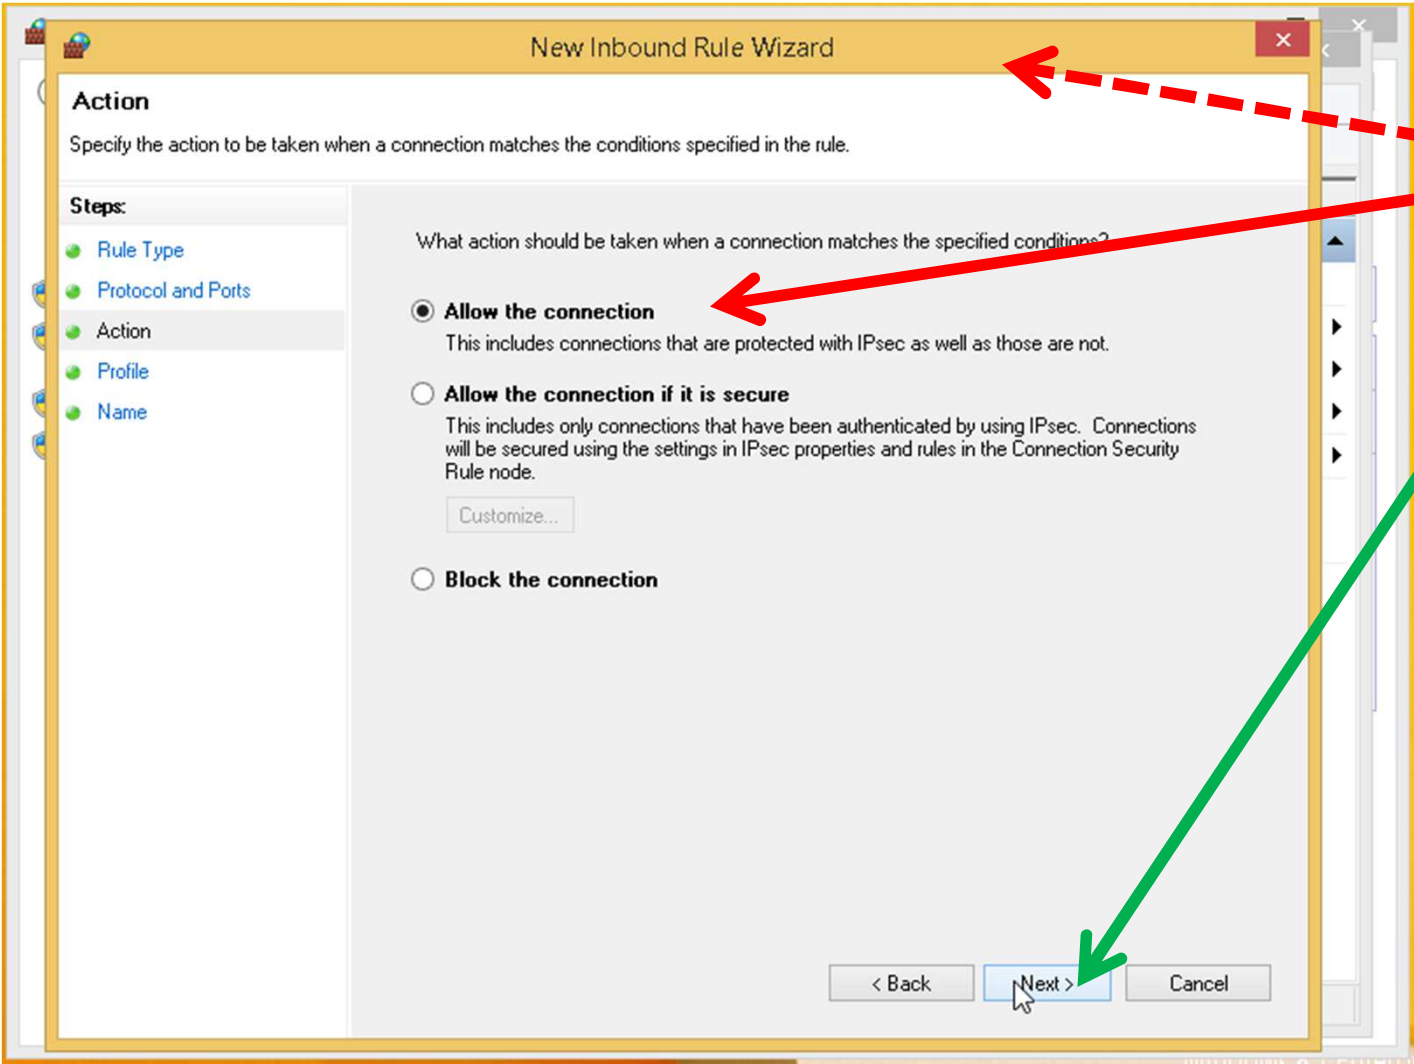 New Inbound Rule Wizard
Action
Specify the action to be taken when a connection matches the conditions specified in the rule.
Steps:
Rule Type
Protocol and Ports
Action
Profile
Name
What action should be taken when a connection matches the specified conditions?
Allow the connection
This includes connections that are protected with IPsec as well as those are not.
Allow the connection if it is secure
This includes only connections that have been authenticated by using IPsec. Connections
will be secured using the settings in IPsec properties and rules in the Connection Security
Rule node.
Customize...
Block the connection
< Back
Next >
Cancel